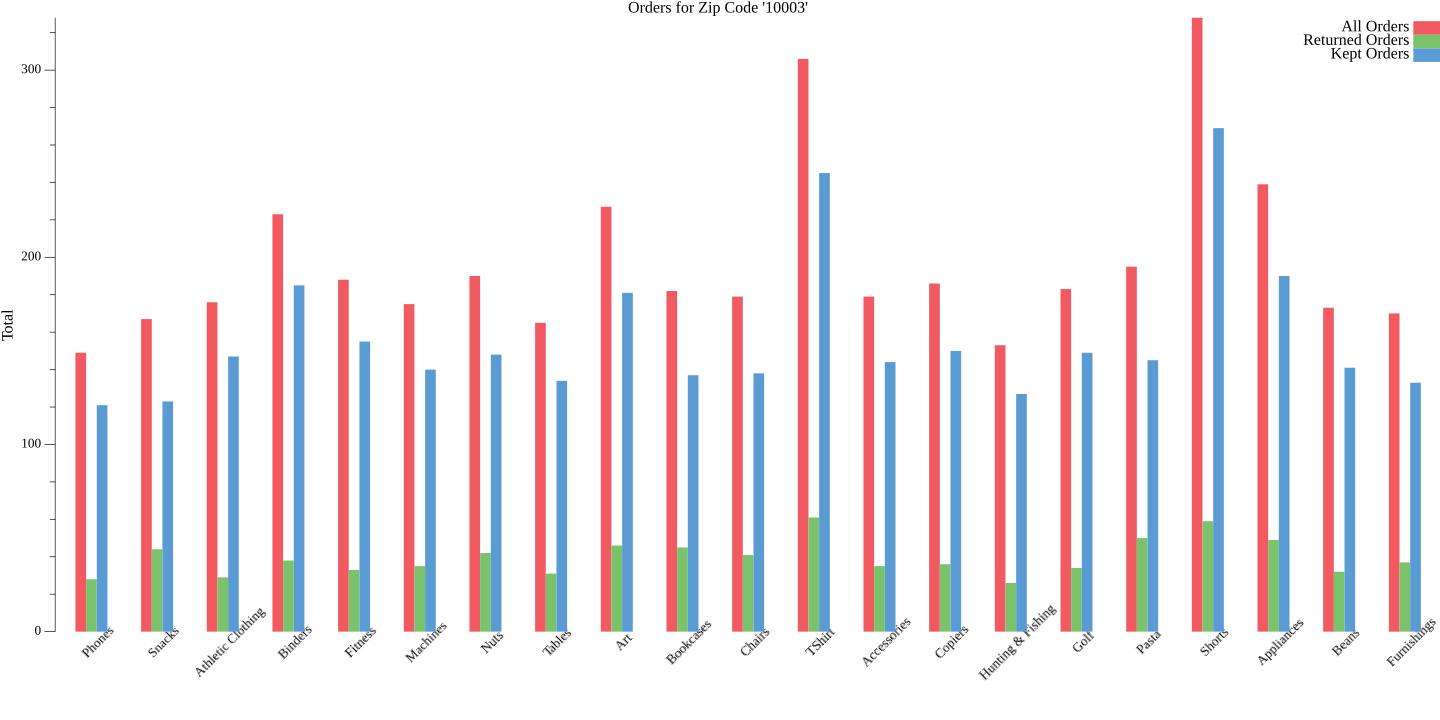 Orders for Zip Code '10003'
All Orders
Returned Orders
Kept Orders
Total
300
200
100
0
Phones
Snacks
Athletic Clothing
Binders
Fitness
Machines
Nuts
Tables
Art
Bookcases
Chairs
TShirt
Accessories
Copiers
Hunting & Fishing
Golf
Pasta
Shorts
Appliances
Beans
Furnishings